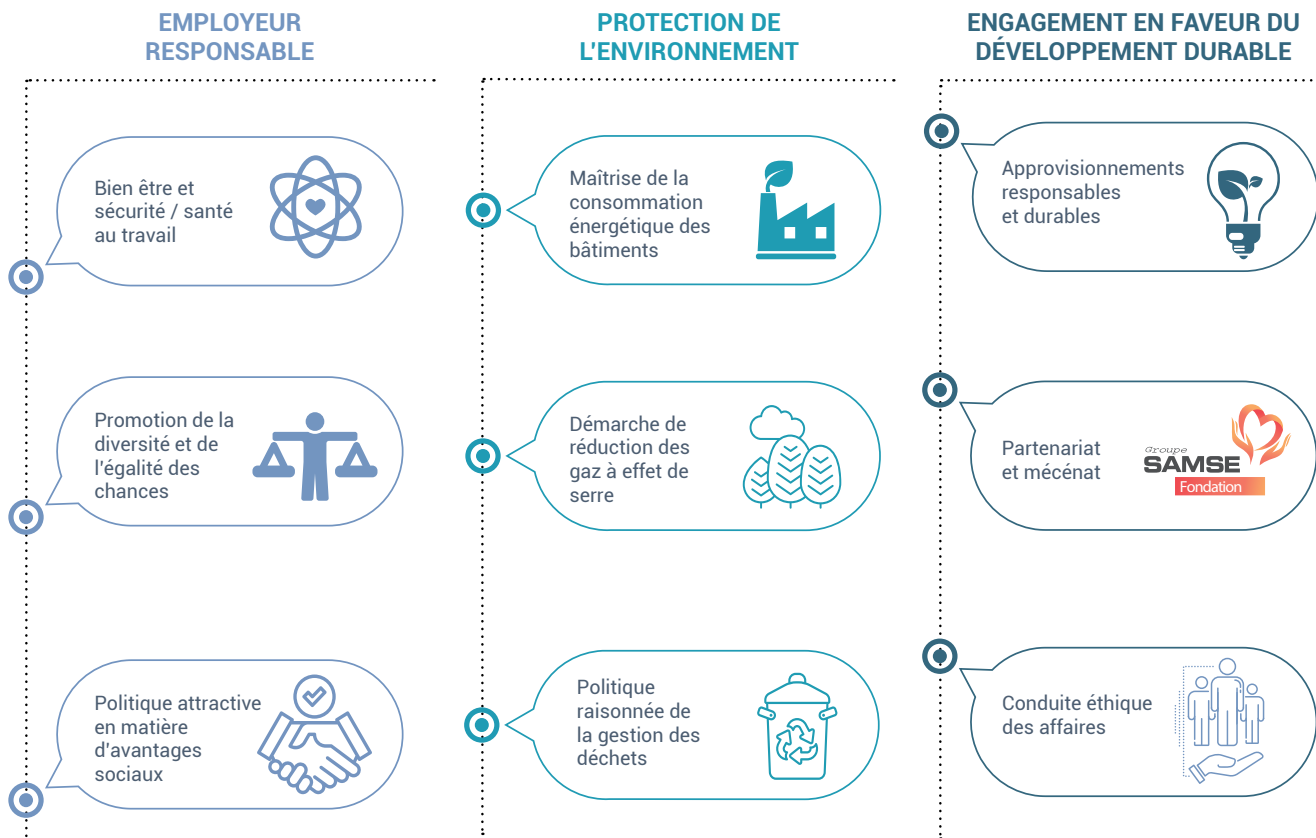 EMPLOYEUR
RESPONSABLE
Bien être et
sécurité / santé
au travail
Promotion de la
diversité et de
l'égalité des
chances
Politique attractive
en matière
d'avantages
sociaux
PROTECTION DE
L'ENVIRONNEMENT
Maîtrise de la
consommation
énergétique des
bâtiments
Démarche de
réduction des
gaz à effet de
serre
Politique
raisonnée de
la gestion des
déchets
ENGAGEMENT EN FAVEUR DU
DÉVELOPPEMENT DURABLE
Approvisionnements
responsables
et durables
Partenariat
et mécénat
Groupe
SAMSE
Fondation
Conduite éthique
des affaires